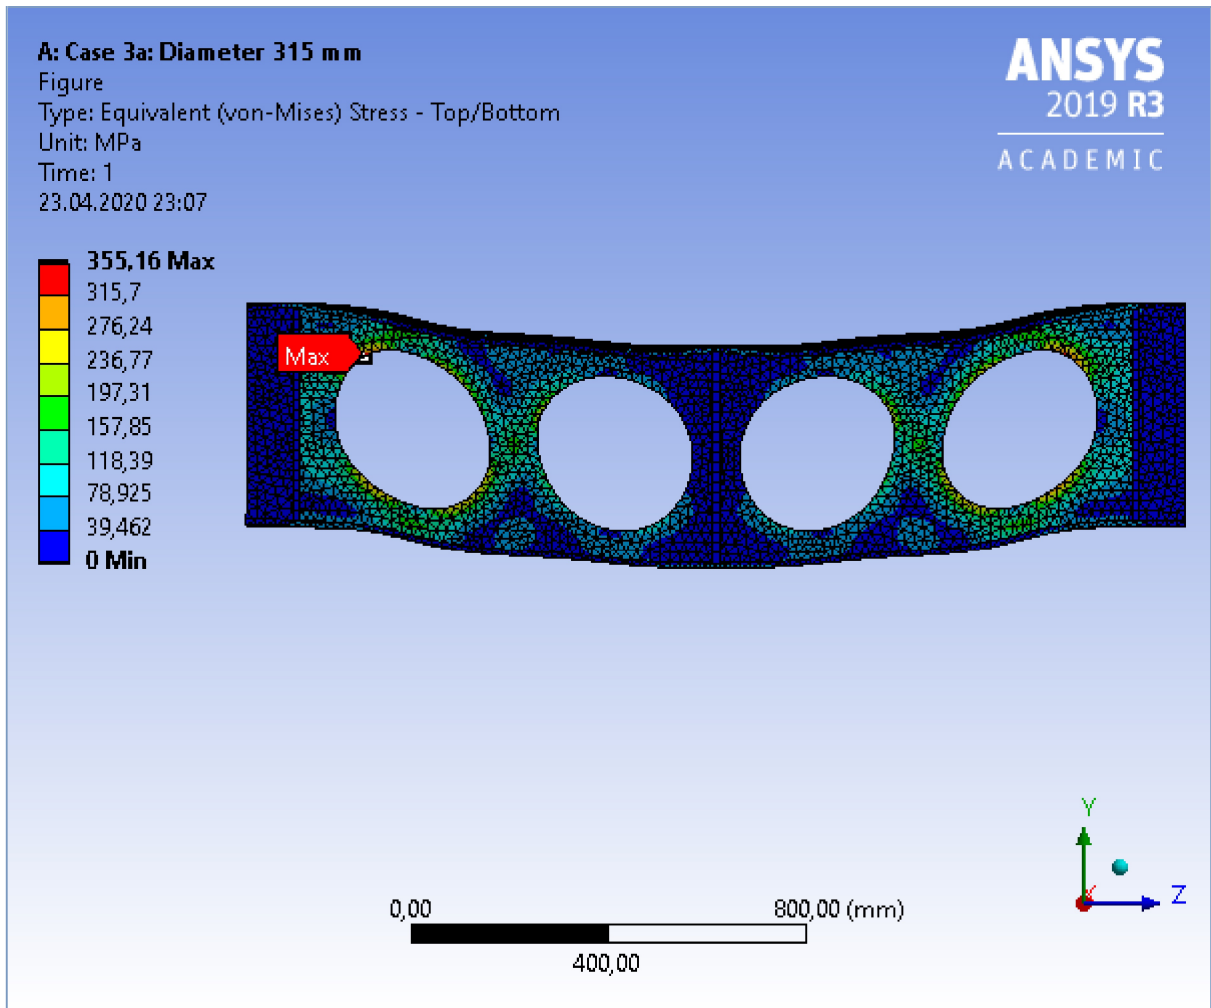 A: Case 3a: Diameter 315 mm
Figure
Type: Equivalent (von-Mises) Stress - Top/Bottom
Unit: MPa
Time: 1
23.04.2020 23:07
ANSYS
2019 R3
ACADEMIC
355,16 Max
315,7
276,24
236,77
197,31
157,85
118,39
78,925
39,462
0 Min
Max
Y
X
Z
0,00
800,00 (mm)
400,00